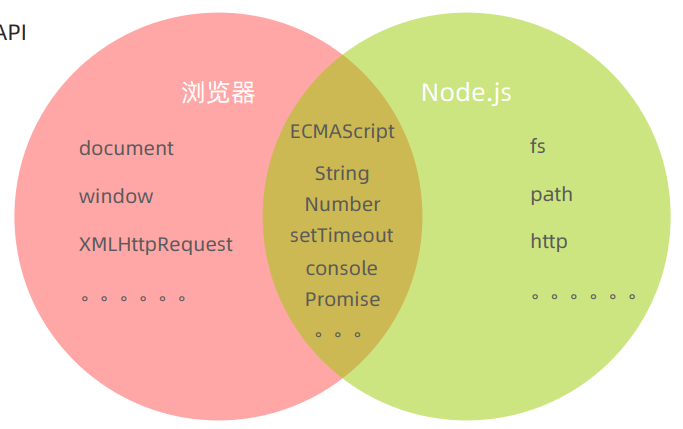 API
浏览器
Node.js
ECMAScript
document
fs
String
window
path
Number
setTimeout
XMLHttpRequest
http
console
Promise
。。。。。。
。。。。。。
。。。